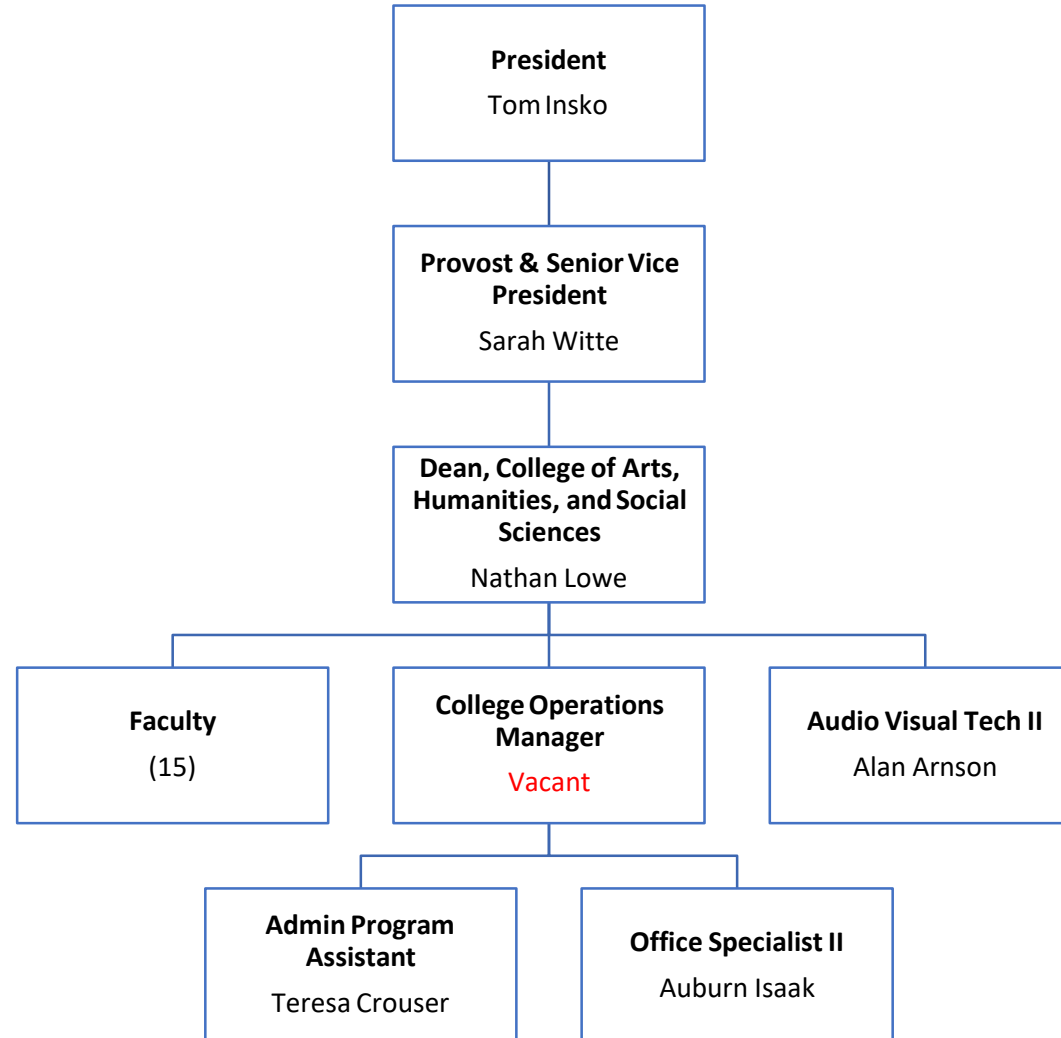 President
Tom Insko
Provost & Senior Vice
President
Sarah Witte
Dean, College of Arts,
Humanities, and Social
Sciences
Nathan Lowe
Faculty
(15)
College Operations
Manager
Vacant
Audio Visual Tech II
Alan Arnson
Admin Program
Assistant
Teresa Crouser
Office Specialist II
Auburn Isaak